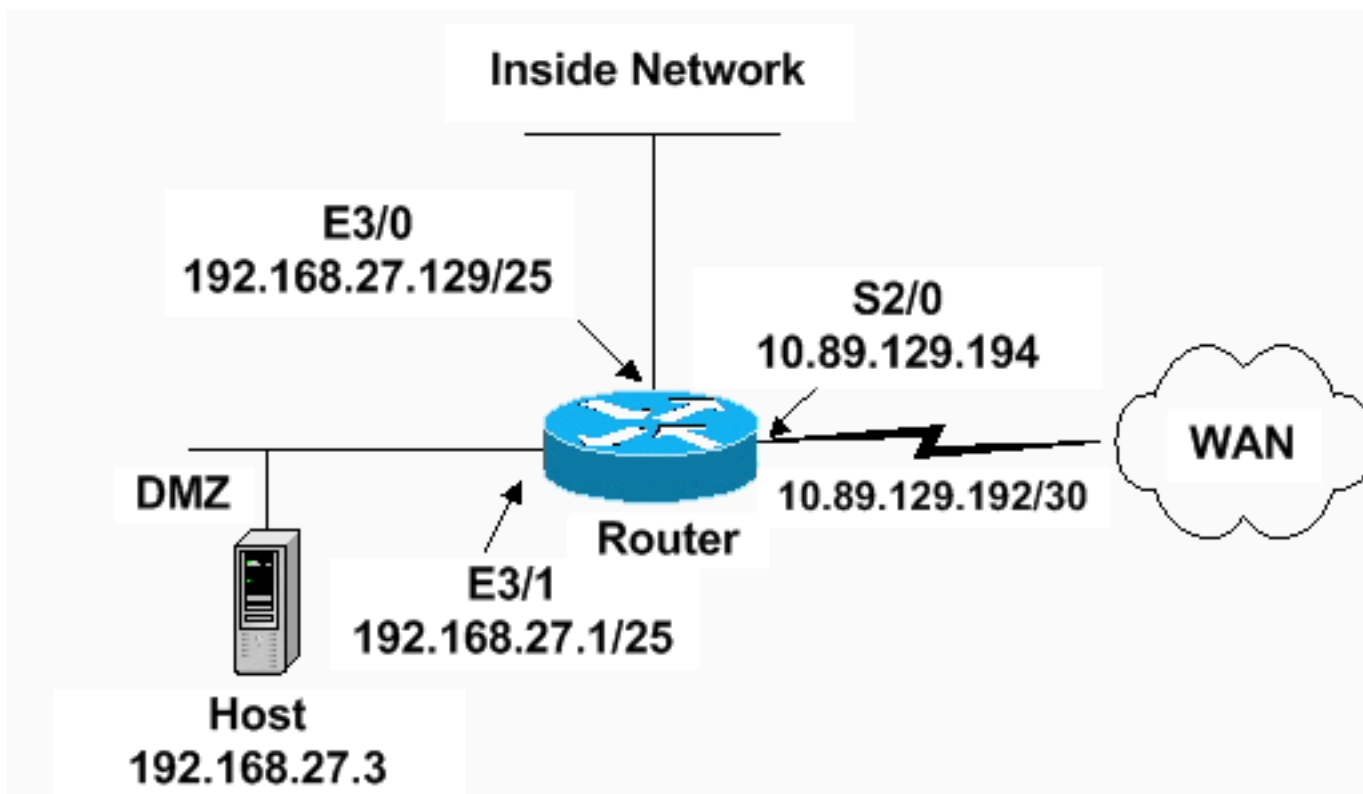 Inside Network
E3/0
192.168.27.129/25
S2/0
10.89.129.194
WAN
DMZ
10.89.129.192/30
Router
E3/1
192.168.27.1/25
Host
192.168.27.3